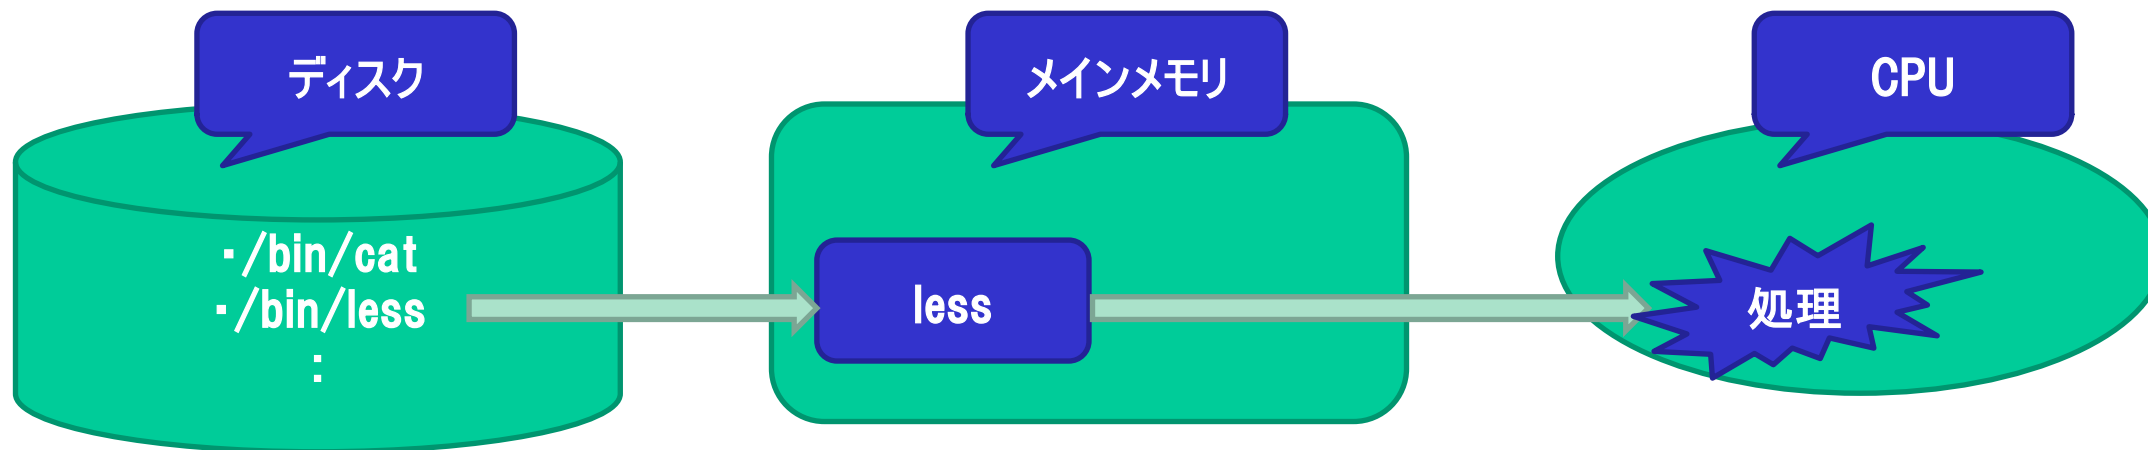 ディスク
メインメモリ
CPU
・/bin/cat
・/bin/less
:
less
処理